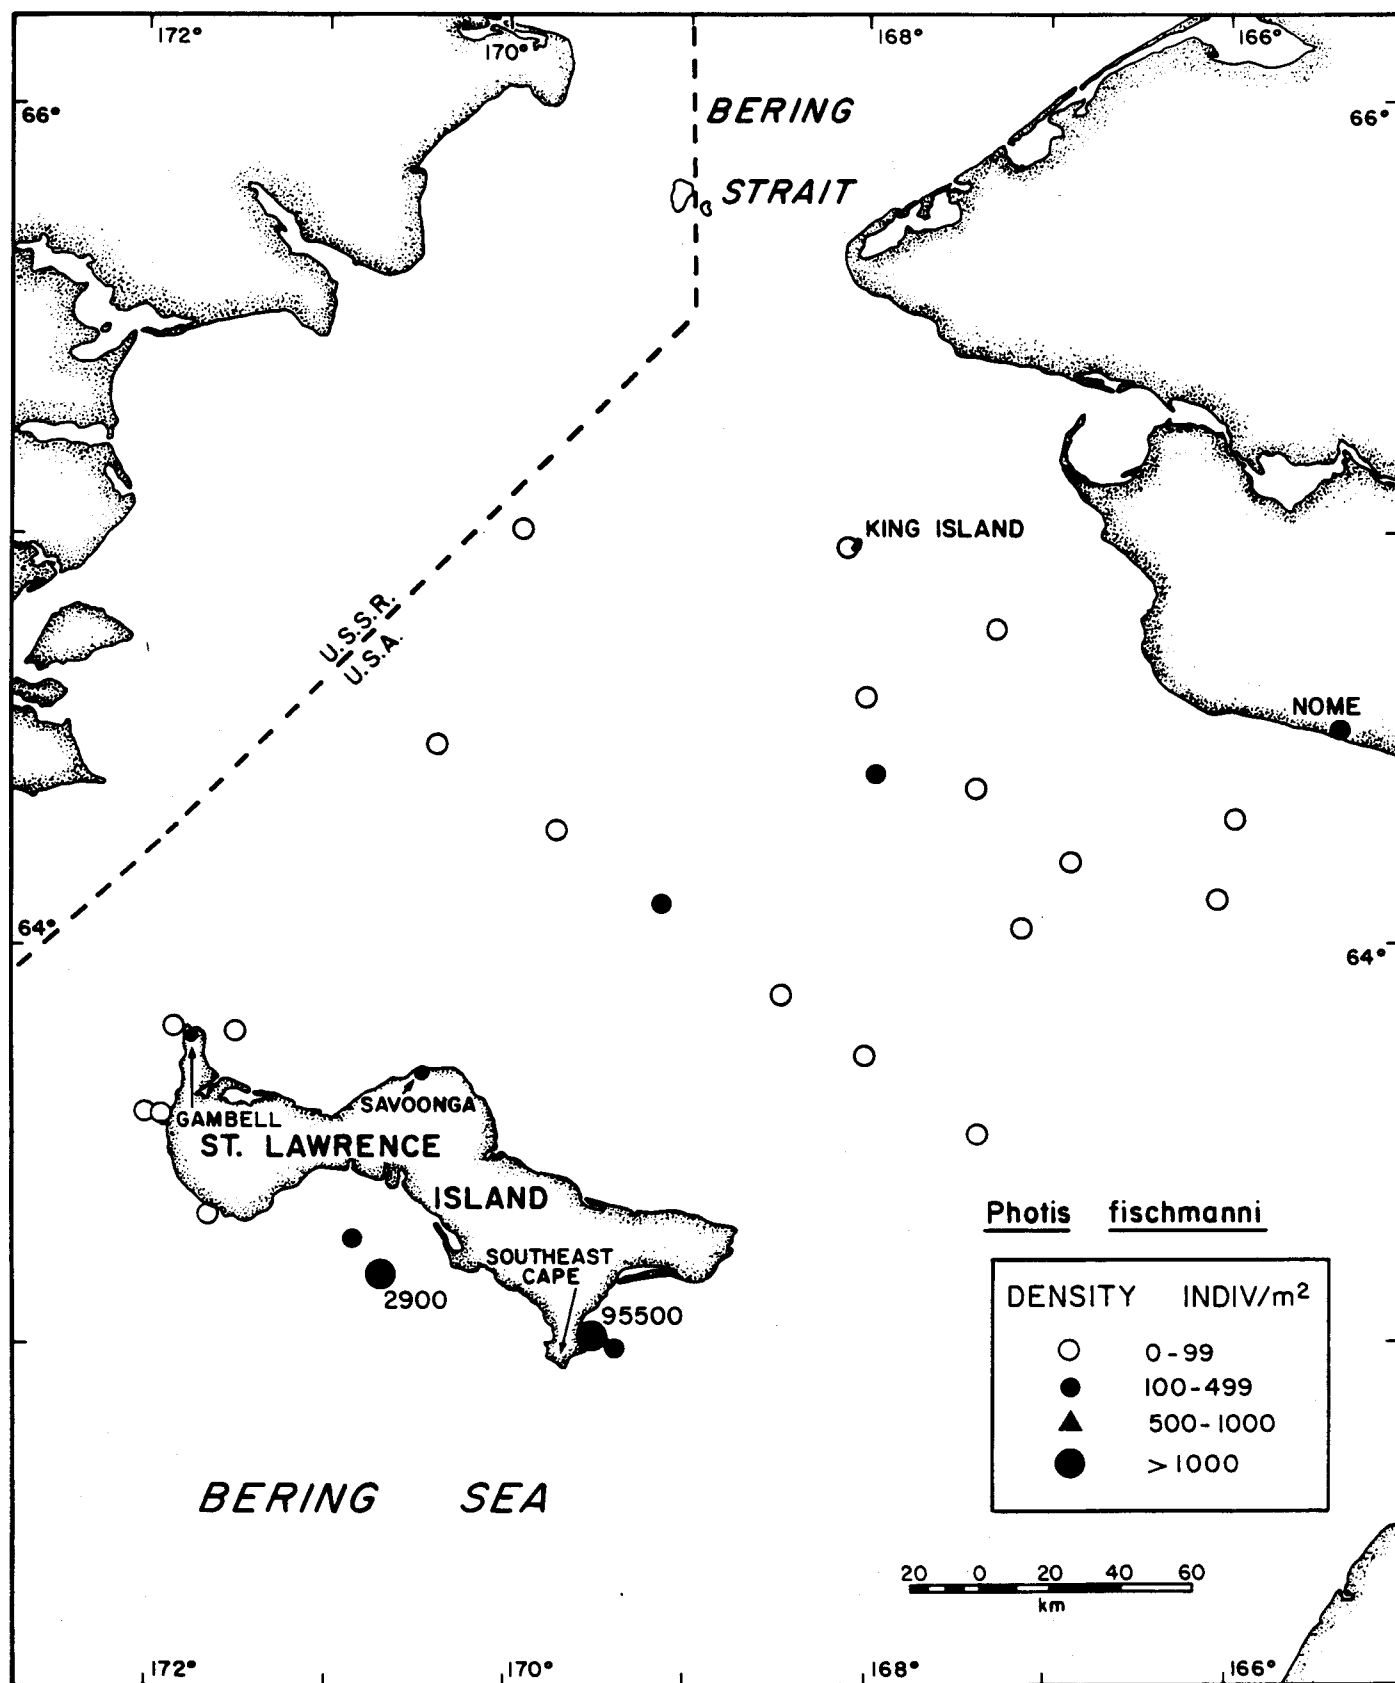 172° 170° 168° 166°
66° 66°
BERING
STRAIT
KING ISLAND
U.S.S.R.
U.S.A.
NOME
64° 64°
GAMBELL
SAVOONGA
ST. LAWRENCE
ISLAND
SOUTHEAST
CAPE
2900
95500
Photis fischmanni
DENSITY INDIV/m²
0-99
100-499
500-1000
>1000
BERING SEA
20 0 20 40 60
km
172° 170° 168° 166°